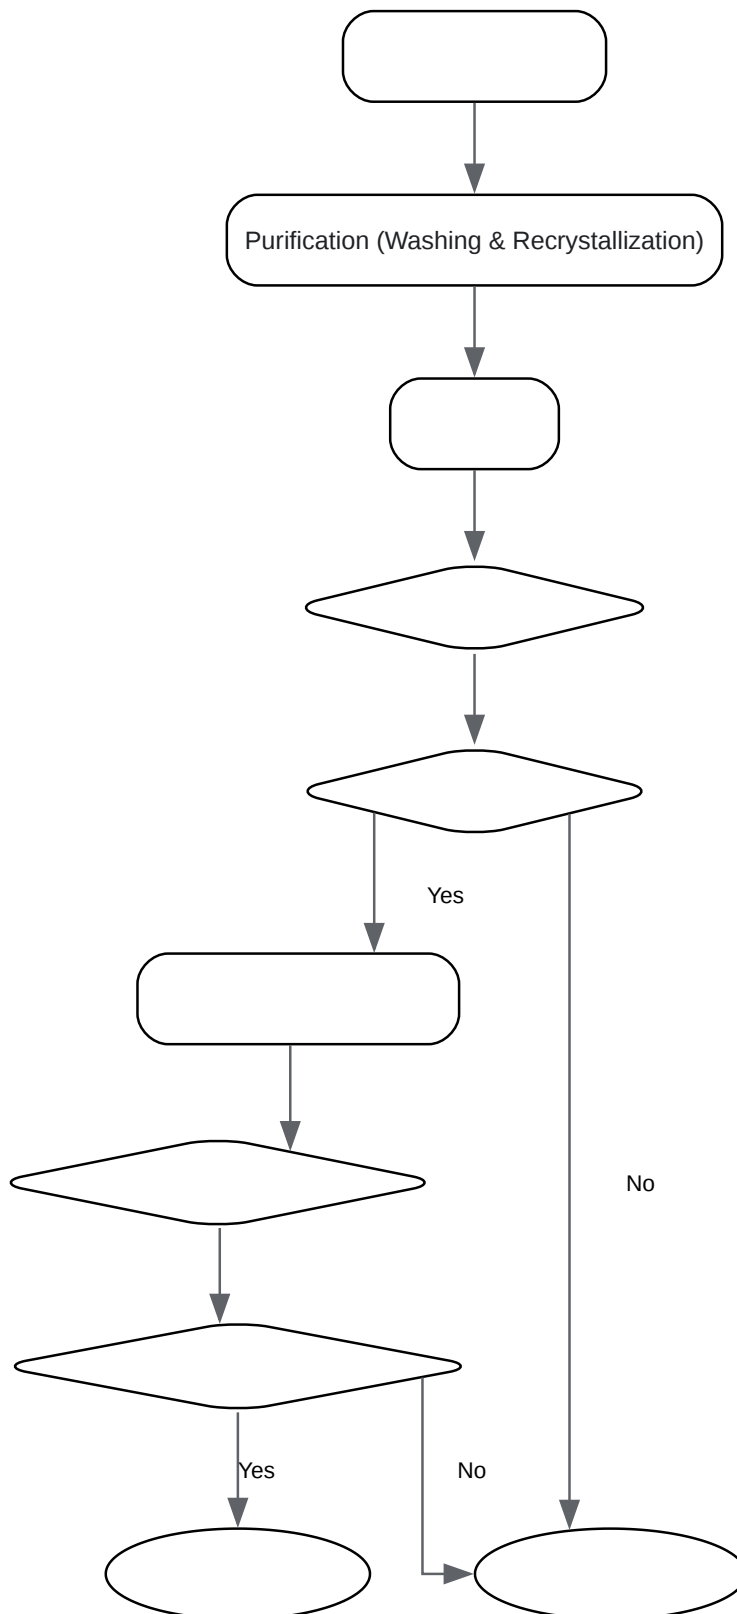 Purification (Washing & Recrystallization)
Yes
No
Yes
No